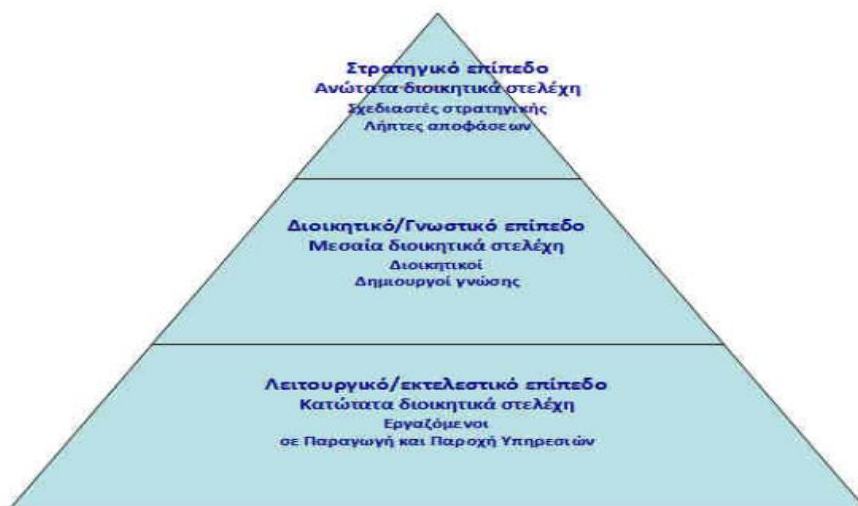 Στρατηγικό επίπεδο
Ανώτατα διοικητικά στελέχη
Σχεδιαστές στρατηγικής
Λήπτες αποφάσεων
Διοικητικό/Γνωστικό επίπεδο
Μεσαία διοικητικά στελέχη
Διοικητικοί
Δημιουργοί γνώσης
Λειτουργικό/εκτελεστικό επίπεδο
Κατώτατα διοικητικά στελέχη
Εργαζόμενοι
σε Παραγωγή και Παροχή Υπηρεσιών